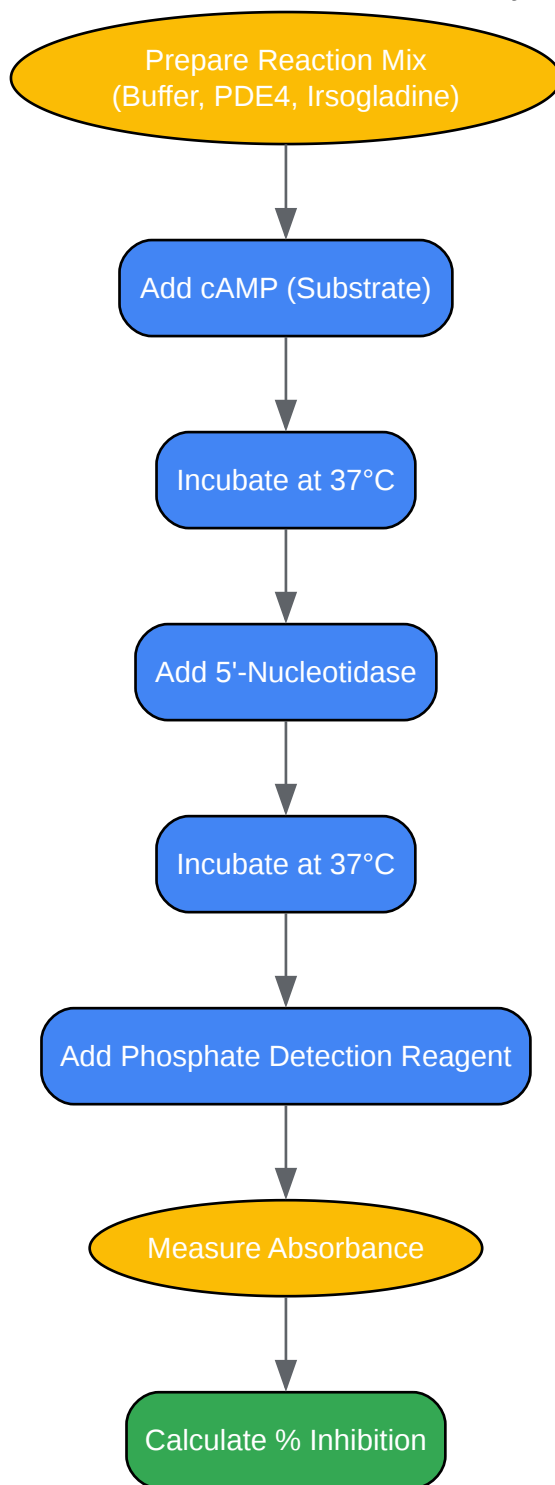 Prepare Reaction Mix
(Buffer, PDE4, Irsogladine)
Add cAMP (Substrate)
Incubate at 37°C
Add 5'-Nucleotidase
Incubate at 37°C
Add Phosphate Detection Reagent
Measure Absorbance
Calculate % Inhibition